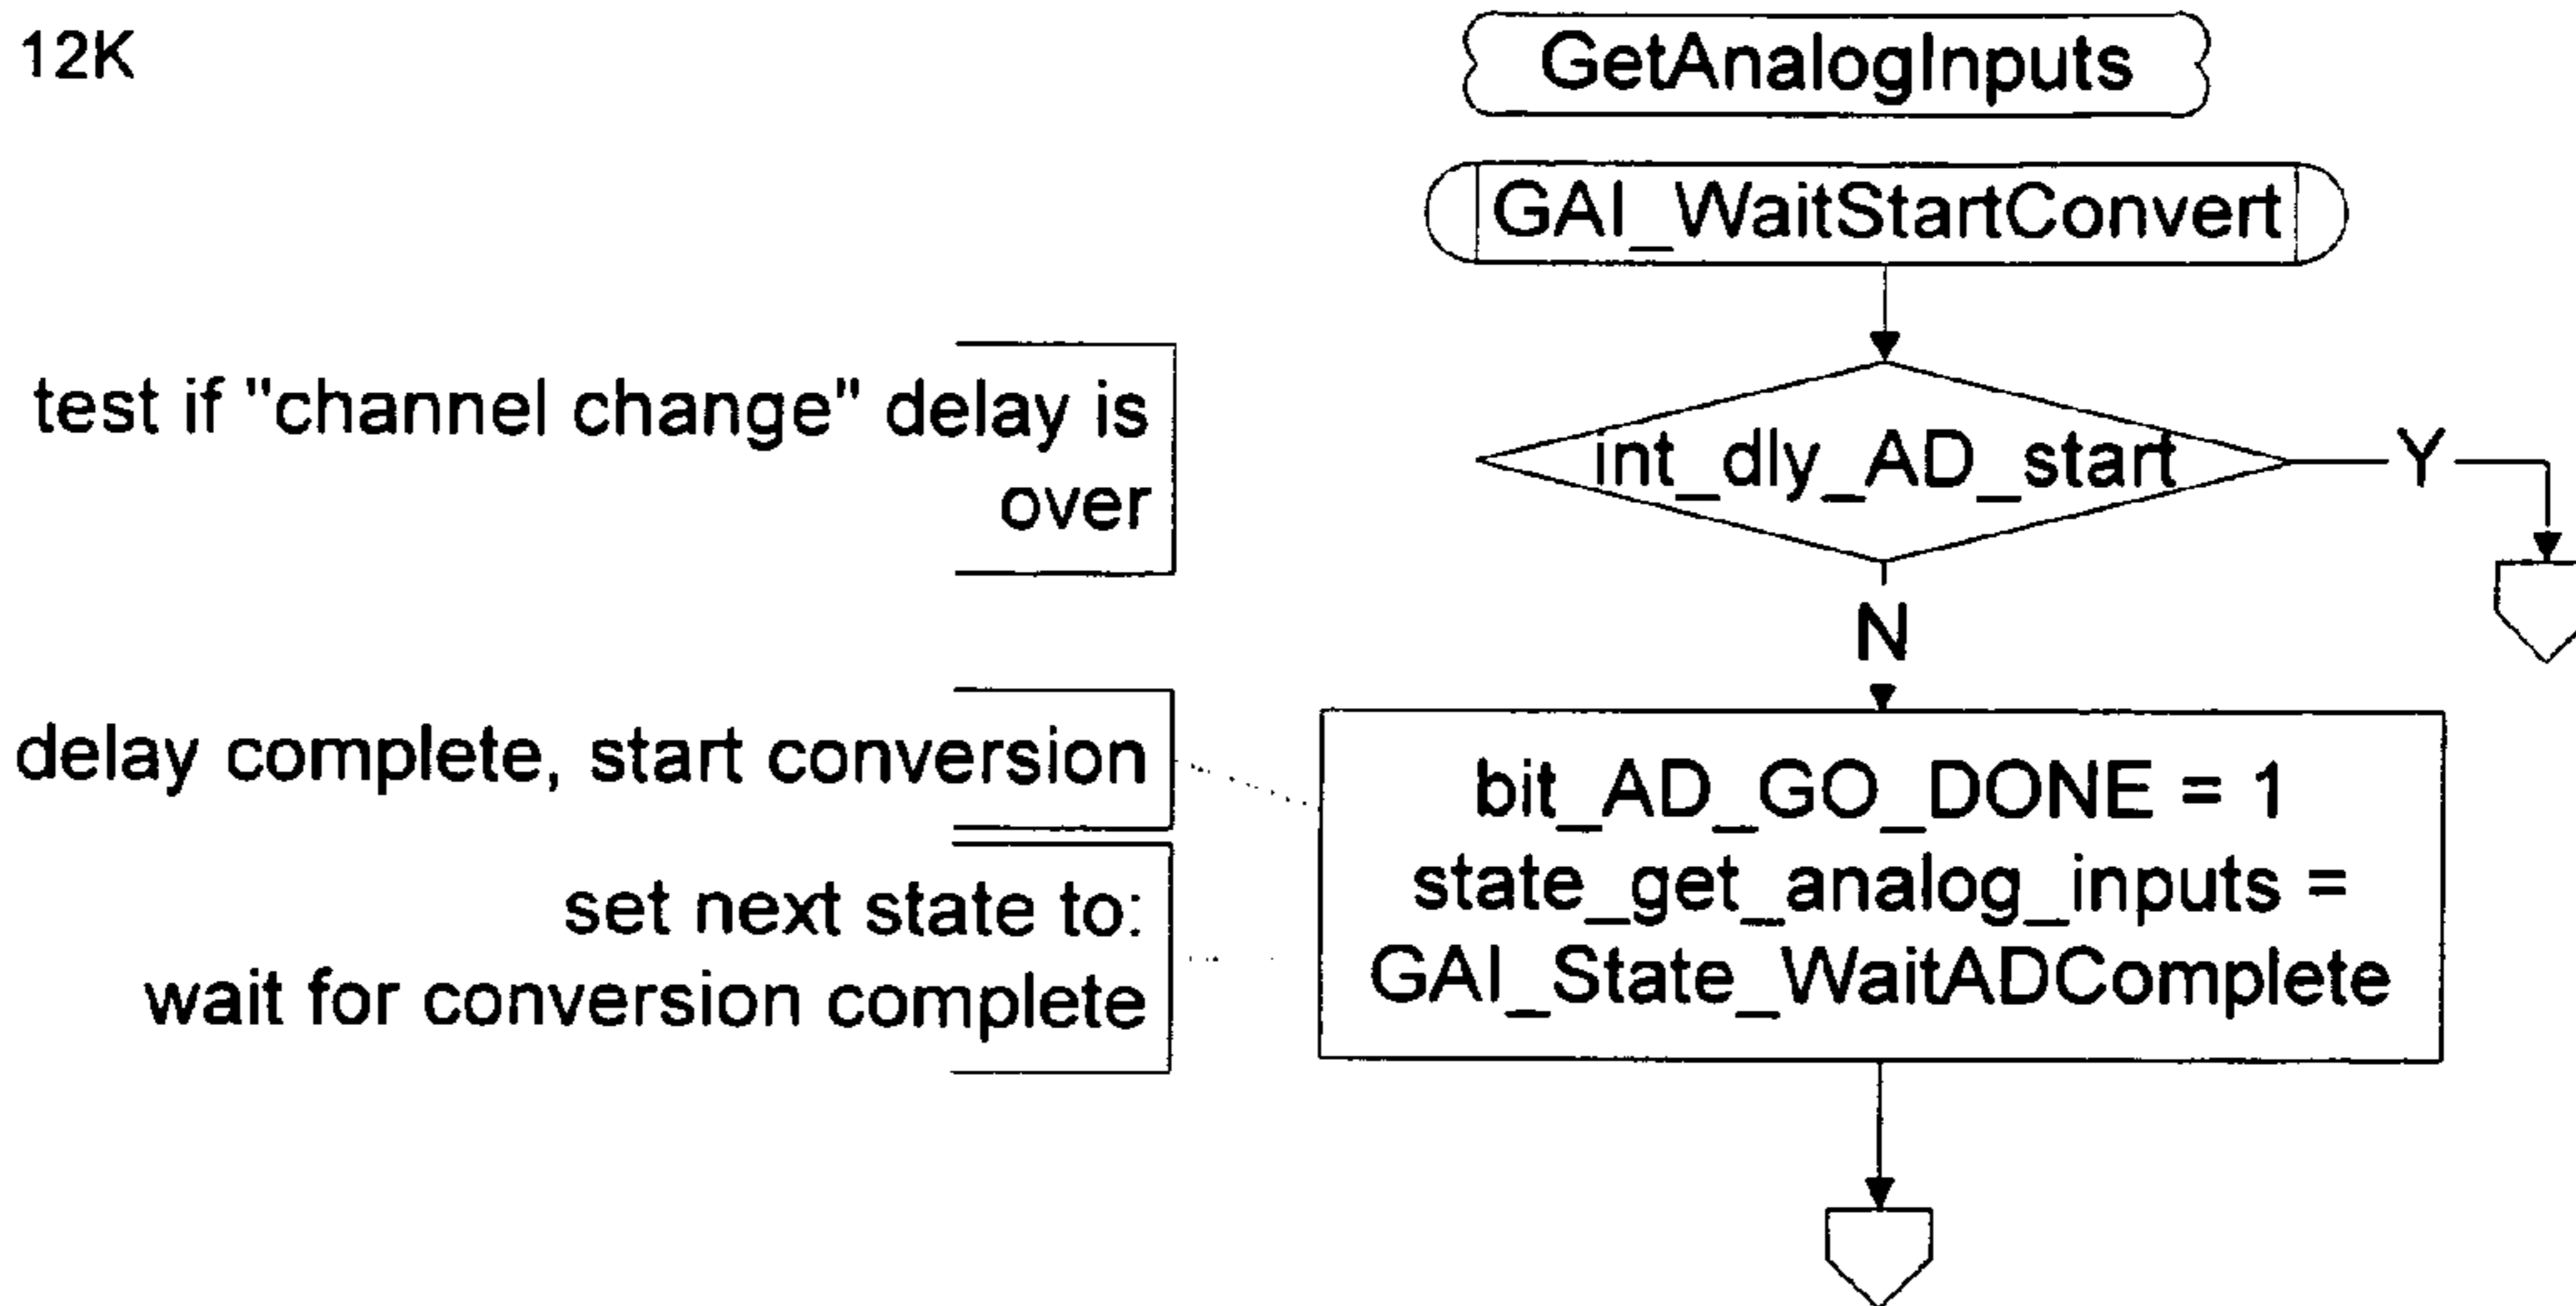 12K
GetAnalogInputs
GAI_WaitStartConvert
test if "channel change" delay is
over
int_dly_AD_start
Y
N
delay complete, start conversion
set next state to:
wait for conversion complete
bit_AD_GO_DONE = 1
state_get_analog_inputs =
GAI_State_WaitADComplete